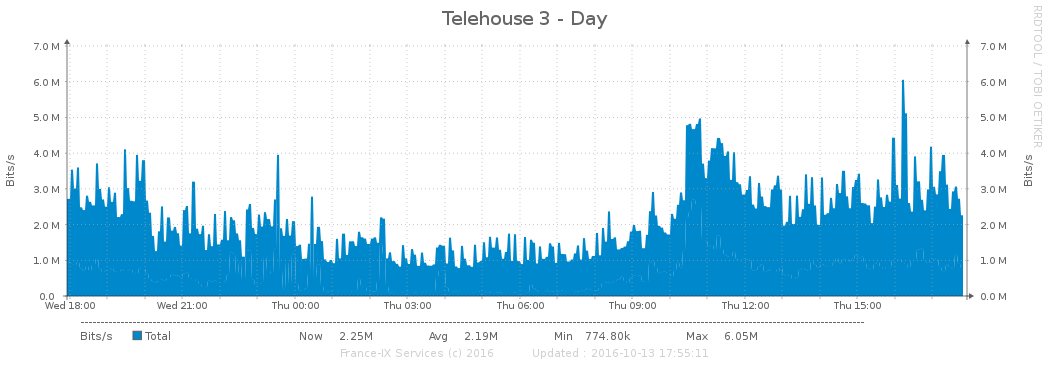 Telehouse 3 - Day
RRDTOOL / TOBI OETIKER
Bits/s
Bits/s
7.0 M 7.0 M
6.0 M 6.0 M
5.0 M 5.0 M
4.0 M 4.0 M
3.0 M 3.0 M
2.0 M 2.0 M
1.0 M 1.0 M
0.0 0.0 M
Wed 18:00 Wed 21:00 Thu 00:00 Thu 03:00 Thu 06:00 Thu 09:00 Thu 12:00 Thu 15:00
Bits/s Total Now 2.25M Avg 2.19M Min 774.80k Max 6.05M
France-IX Services (c) 2016 Updated : 2016-10-13 17:55:11